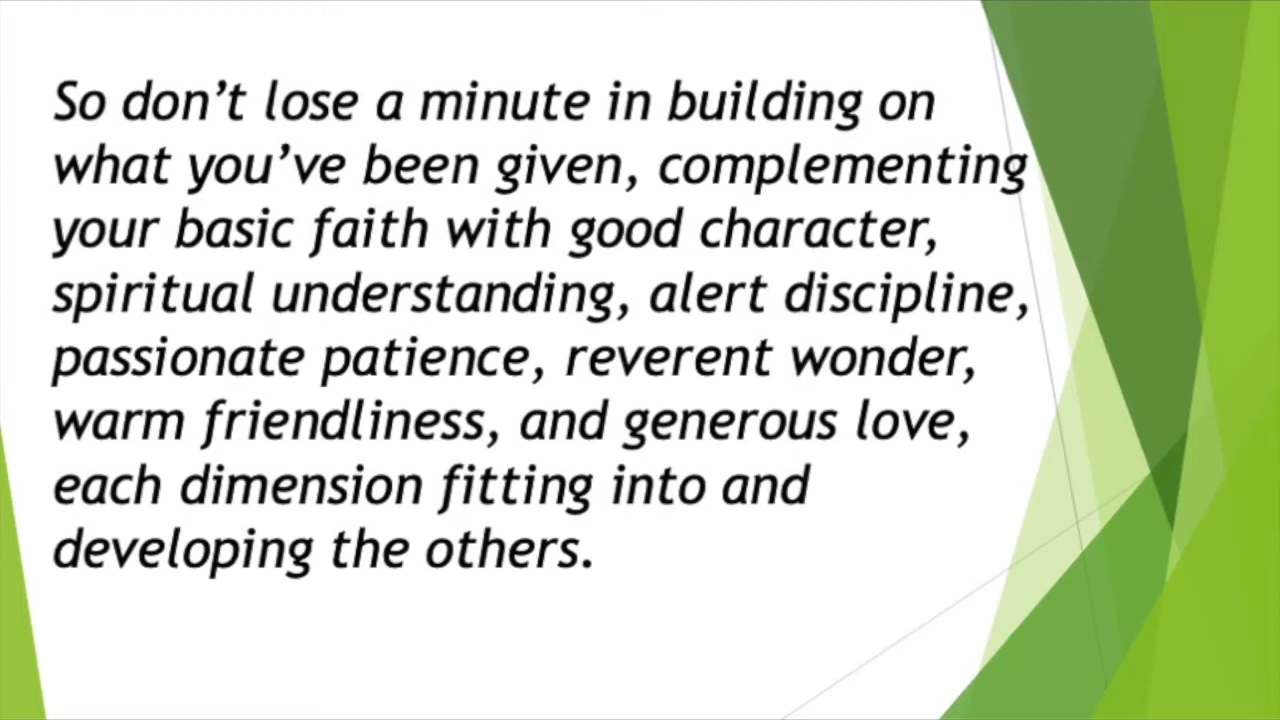 So don’t lose a minute in building on
what you’ve been given, complementing
your basic faith with good character,
spiritual understanding, alert discipline,
passionate patience, reverent wonder,
warm friendliness, and generous love,
each dimension fitting into and
developing the others.